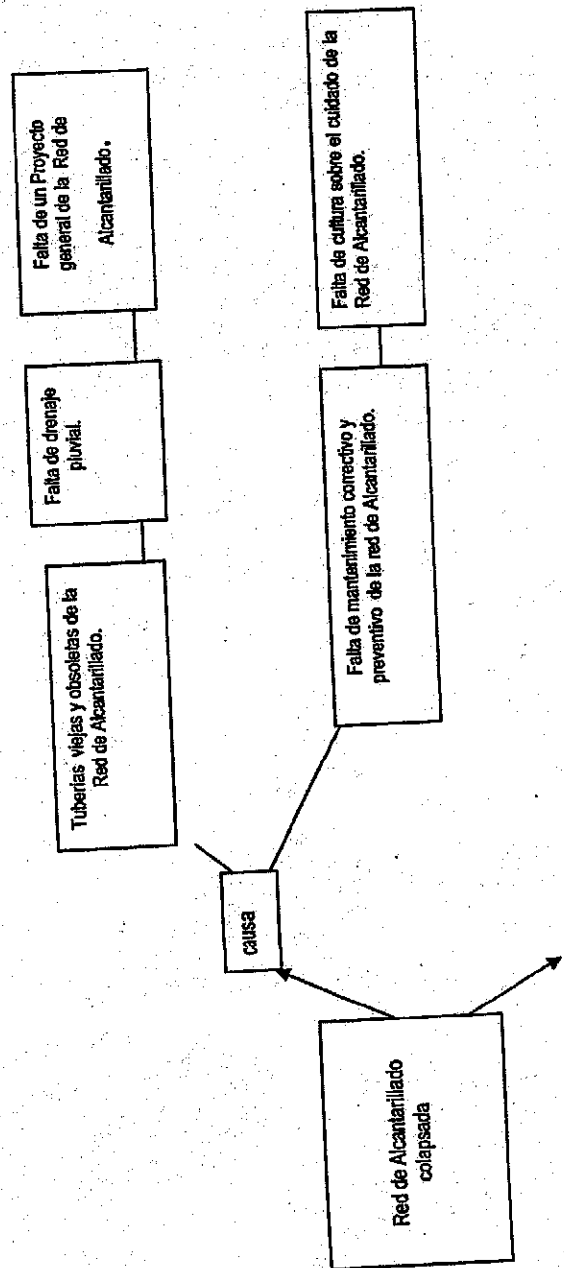 Red de Alcantarillado
colapsada
causa
Tuberías viejas y obsoletas de la
Red de Alcantarillado.
Falta de drenaje
pluvial.
Falta de un Proyecto
general de la Red de
Alcantarillado.
Falta de mantenimiento correctivo y
preventivo de la red de Alcantarillado.
Falta de cultura sobre el cuidado de la
Red de Alcantarillado.